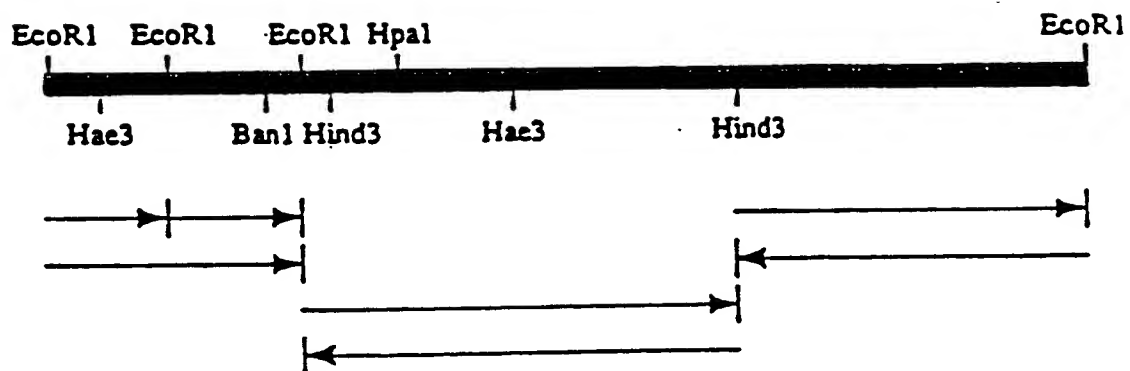 EcoR1 EcoR1 EcoR1 Hpa1 EcoR1
Hae3 Ban1 Hind3 Hae3 Hind3